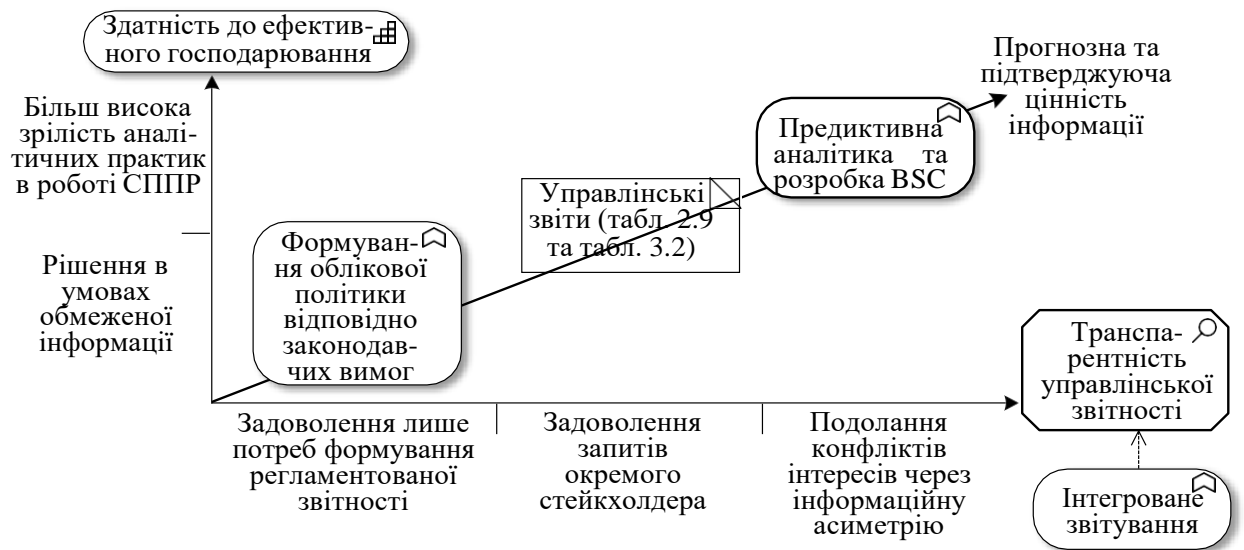 Здатність до ефектив-
ного господарювання
Більш висока
зрілість аналі-
тичних практик
в роботі СППР
Рішення в
умовах
обмеженої
інформації
Формуван-
ня облікової
політики
відповідно
законодав-
чих вимог
Управлінські
звіти (табл. 2.9
та табл. 3.2)
Предиктивна
аналітика та
розробка BSC
Прогнозна та
підтверджуюча
цінність
інформації
Задоволення лише
потреб формування
регламентованої
звітності
Задоволення
запитів
окремого
стейкхолдера
Подолання
конфліктів
інтересів через
інформаційну
асиметрію
Транспа-
рентність
управлінської
звітності
Інтегроване
звітування